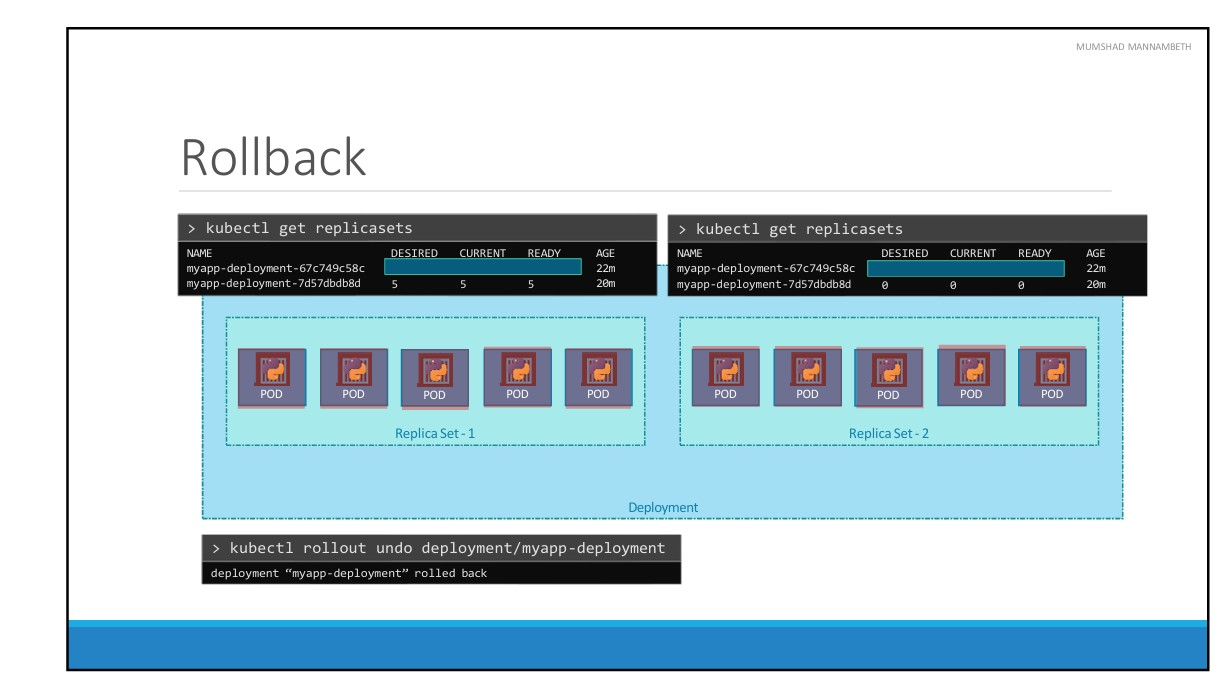 MUMSHAD MANNAMBETH
Rollback
> kubectl get replicasets
NAME DESIRED CURRENT READY AGE
myapp-deployment-67c749c58c 22m
myapp-deployment-7d57dbdb8d 5 5 5 20m
> kubectl get replicasets
NAME DESIRED CURRENT READY AGE
myapp-deployment-67c749c58c 22m
myapp-deployment-7d57dbdb8d 0 0 0 20m
POD POD POD POD POD
Replica Set - 1
POD POD POD POD POD
Replica Set - 2
Deployment
> kubectl rollout undo deployment/myapp-deployment
deployment “myapp-deployment” rolled back